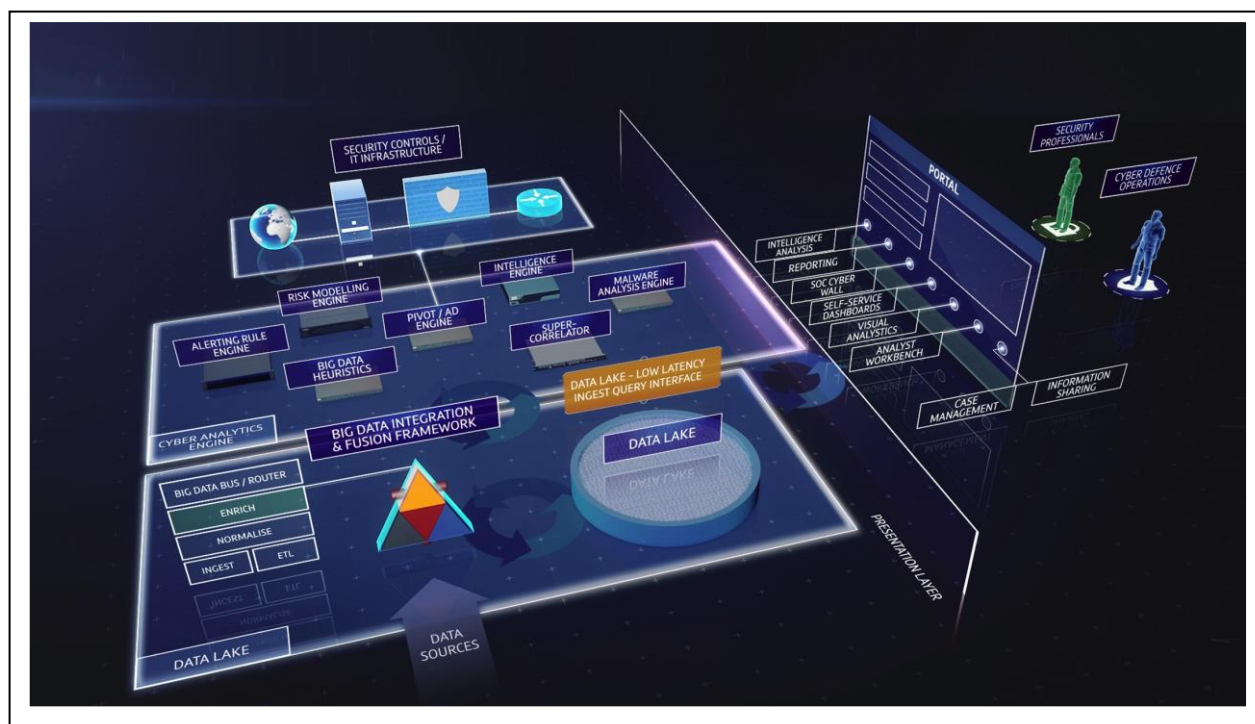 SECURITY CONTROLS /
IT INFRASTRUCTURE
SECURITY
PROFESSIONALS
CYBER DEFENCE
OPERATIONS
PORTAL
INTELLIGENCE
ANALYSIS
REPORTING
SOC CYBER
WALL
SELF-SERVICE
DASHBOARDS
VISUAL
ANALYTICS
ANALYST
WORKBENCH
CASE
MANAGEMENT
INFORMATION
SHARING
RISK MODELLING
ENGINE
INTELLIGENCE
ENGINE
MALWARE
ANALYSIS ENGINE
ALERTING RULE
ENGINE
PIVOT / AD
ENGINE
BIG DATA
HEURISTICS
SUPER-
CORRELATOR
CYBER ANALYTICS
ENGINE
BIG DATA INTEGRATION
& FUSION FRAMEWORK
DATA LAKE – LOW LATENCY
INGEST QUERY INTERFACE
DATA LAKE
BIG DATA BUS / ROUTER
ENRICH
NORMALISE
INGEST
ETL
DATA LAKE
DATA
SOURCES
PRESENTATION LAYER